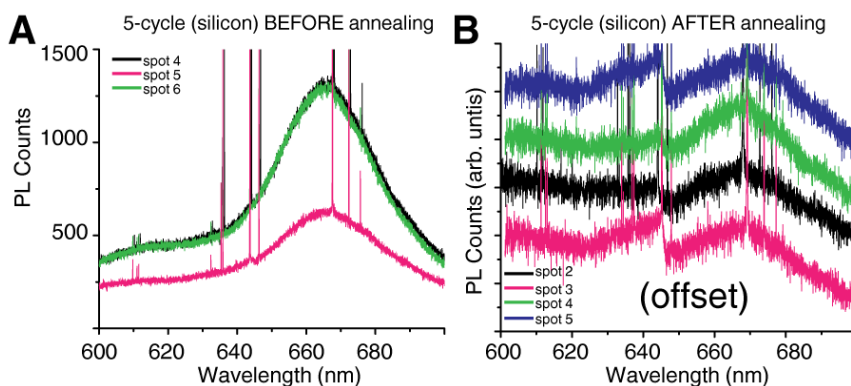 A
5-cycle (silicon) BEFORE annealing
1500
1000
500
0
PL Counts
spot 4
spot 5
spot 6
600
620
640
660
680
Wavelength (nm)
B
5-cycle (silicon) AFTER annealing
PL Counts (arb. untis)
spot 2
spot 3
spot 4
spot 5
(offset)
600
620
640
660
680
Wavelength (nm)